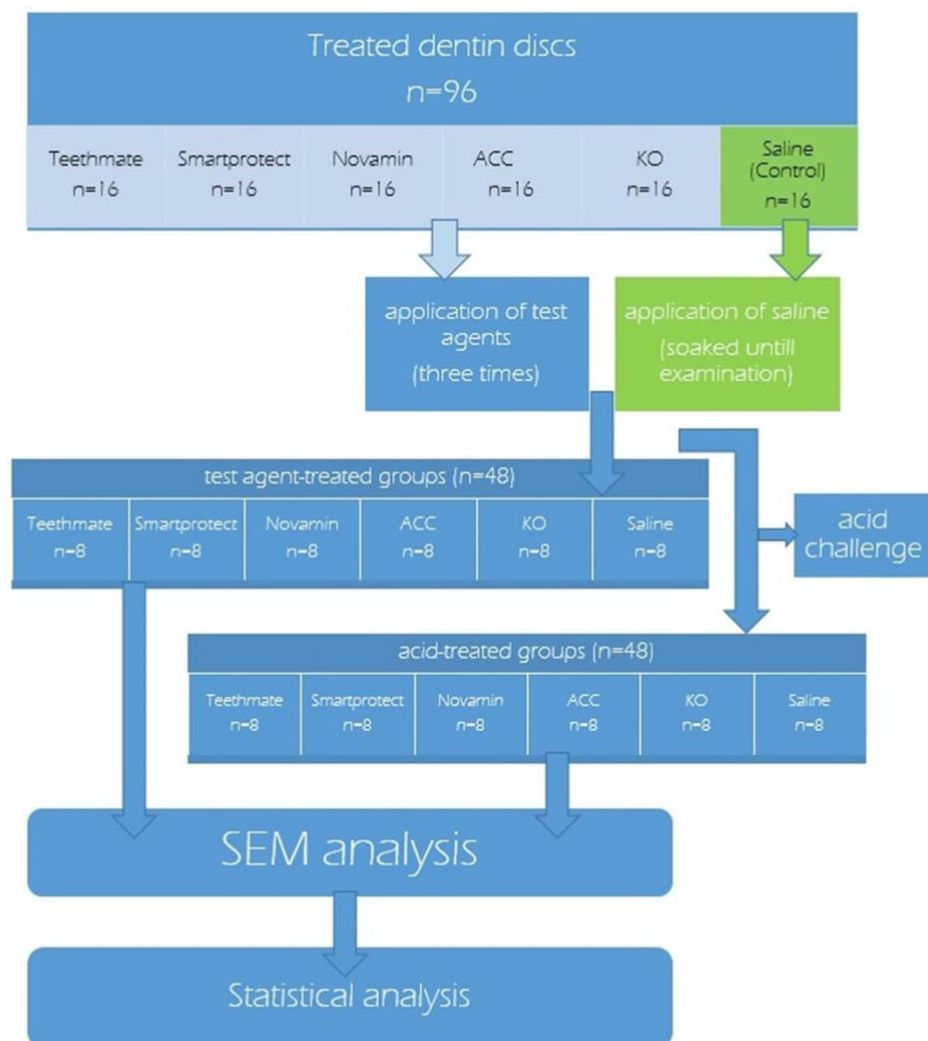 Treated dentin discs
n=96
Teethmate
n=16
Smartprotect
n=16
Novamin
n=16
ACC
n=16
KO
n=16
Saline
(Control)
n=16
application of test
agents
(three times)
application of saline
(soaked untill
examination)
test agent-treated groups (n=48)
Teethmate
n=8
Smartprotect
n=8
Novamin
n=8
ACC
n=8
KO
n=8
Saline
n=8
acid
challenge
acid-treated groups (n=48)
Teethmate
n=8
Smartprotect
n=8
Novamin
n=8
ACC
n=8
KO
n=8
Saline
n=8
SEM analysis
Statistical analysis